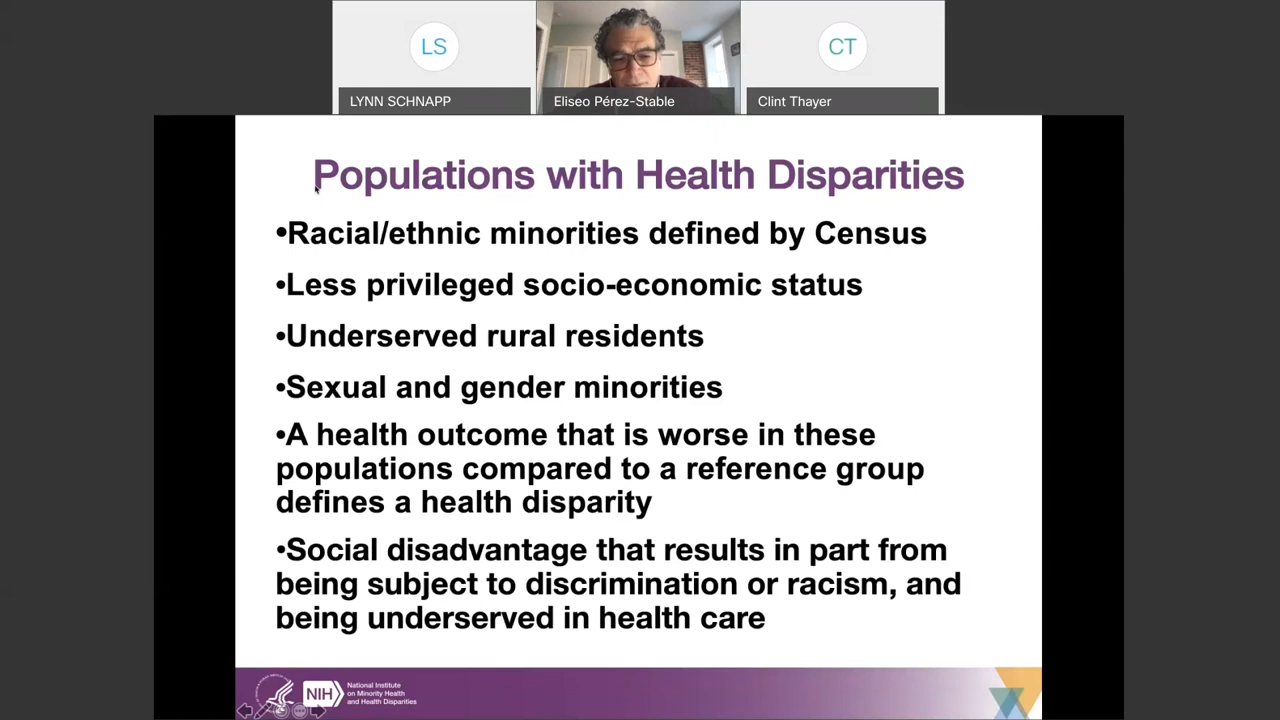 LS
CT
LYNN SCHNAPP
Eliseo Pérez-Stable
Clint Thayer
Populations with Health Disparities
•Racial/ethnic minorities defined by Census
•Less privileged socio-economic status
•Underserved rural residents
•Sexual and gender minorities
•A health outcome that is worse in these
populations compared to a reference group
defines a health disparity
•Social disadvantage that results in part from
being subject to discrimination or racism, and
being underserved in health care
NIH
National Institute
on Minority Health
and Health Disparities